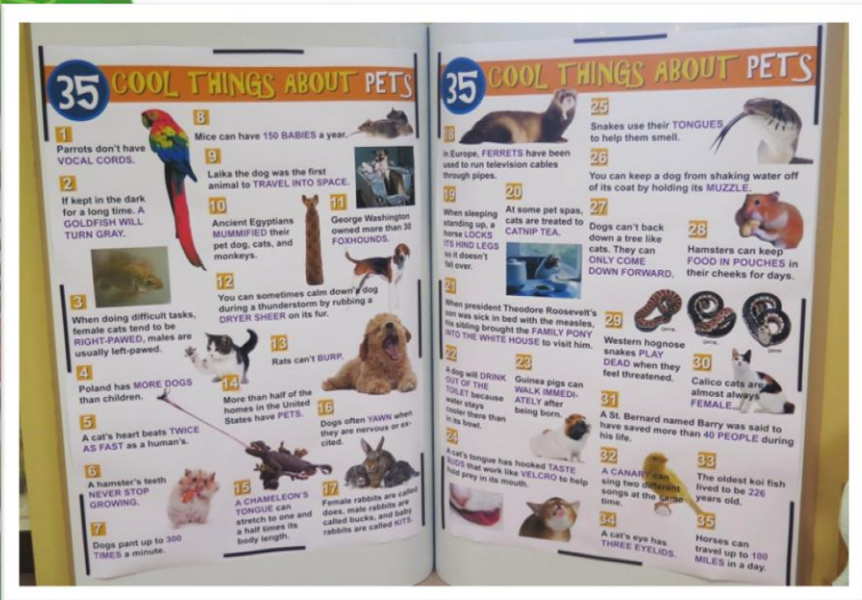 35 COOL THINGS ABOUT PETS
1
Parrots don't have
VOCAL CORDS.
2
If kept in the dark
for a long time. A
GOLDFISH WILL
TURN GRAY.
3
When doing difficult tasks,
female cats tend to be
RIGHT-PAWED, males are
usually left-pawed.
4
Poland has MORE DOGS
than children.
5
A cat's heart beats TWICE
AS FAST as a human's.
6
A hamster's teeth
NEVER STOP
GROWING.
7
Dogs pant up to 300
TIMES a minute.
8
Mice can have 150 BABIES a year.
9
Laika the dog was the first
animal to TRAVEL INTO SPACE.
10
Ancient Egyptians
MUMMIFIED their
pet dog, cats, and
monkeys.
11
George Washington
owned more than 30
FOXHOUNDS.
12
You can sometimes calm down a dog
during a thunderstorm by rubbing a
DRYER SHEER on its fur.
13
Rats can't BURP.
14
More than half of the
homes in the United
States have PETS.
15
A CHAMELEON'S
TONGUE can
stretch to one and
a half times its
body length.
16
Dogs often YAWN when
they are nervous or ex-
cited.
17
Female rabbits are called
does, male rabbits are
called bucks, and baby
rabbits are called KITS.
35 COOL THINGS ABOUT PETS
18
In Europe, FERRETS have been
used to run television cables
through pipes.
19
When sleeping
standing up, a
horse LOCKS
ITS HIND LEGS
so it doesn't
fall over.
20
At some pet spas,
cats are treated to
CATNIP TEA.
21
When president Theodore Roosevelt's
son was sick in bed with the measles,
his sibling brought the FAMILY PONY
INTO THE WHITE HOUSE to visit him.
22
A dog will DRINK
OUT OF THE
TOILET because
water stays
cooler there than
in its bowl.
23
Guinea pigs can
WALK IMMEDI-
ATELY after
being born.
24
A cat's tongue has hooked TASTE
BUDS that work like VELCRO to help
hold prey in its mouth.
25
Snakes use their TONGUES
to help them smell.
26
You can keep a dog from shaking water off
of its coat by holding its MUZZLE.
27
Dogs can't back
down a tree like
cats. They can
ONLY COME
DOWN FORWARD.
28
Hamsters can keep
FOOD IN POUCHES in
their cheeks for days.
29
Western hognose
snakes PLAY
DEAD when they
feel threatened.
30
Calico cats are
almost always
FEMALE.
31
A St. Bernard named Barry was said to
have saved more than 40 PEOPLE during
his life.
32
A CANARY can
sing two different
songs at the same
time.
33
The oldest koi fish
lived to be 226
years old.
34
A cat's eye has
THREE EYELIDS.
35
Horses can
travel up to 100
MILES in a day.